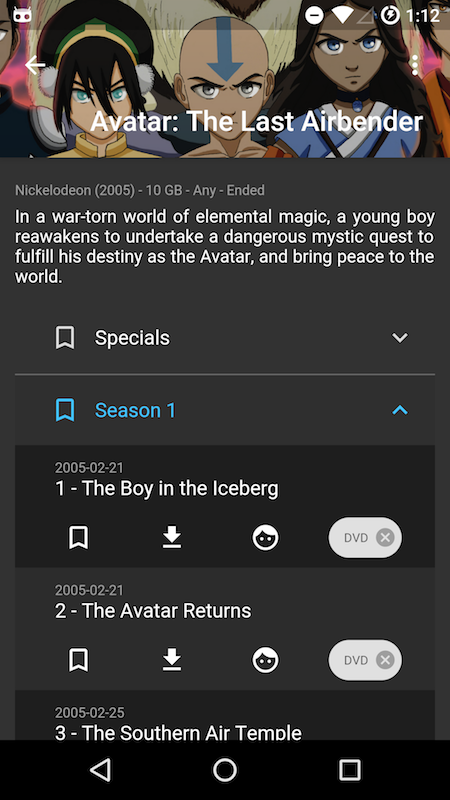 1:12
Avatar: The Last Airbender
Nickelodeon (2005) - 10 GB - Any - Ended
In a war-torn world of elemental magic, a young boy
reawakens to undertake a dangerous mystic quest to
fulfill his destiny as the Avatar, and bring peace to the
world.
Specials
Season 1
2005-02-21
1 - The Boy in the Iceberg
DVD
2005-02-21
2 - The Avatar Returns
DVD
2005-02-25
3 - The Southern Air Temple